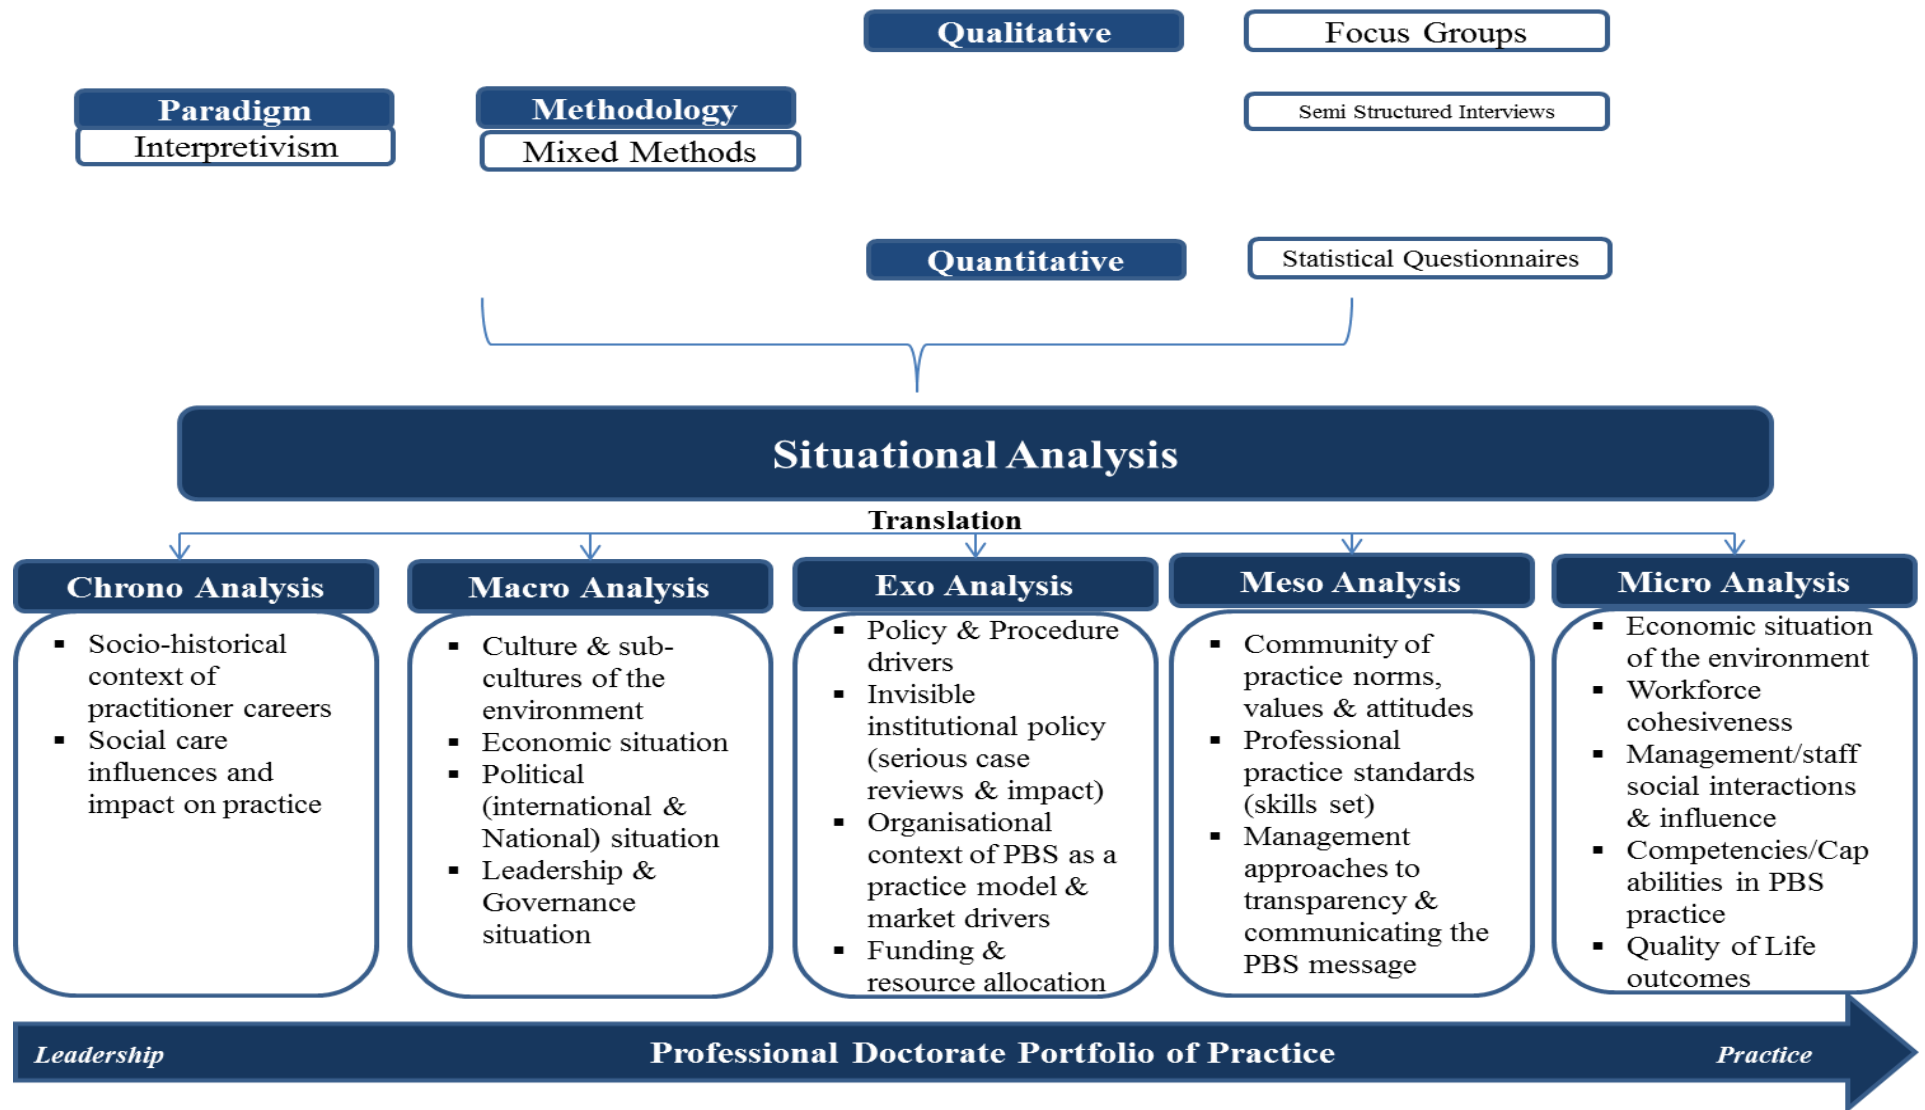 Qualitative
Focus Groups
Paradigm
Interpretivism
Methodology
Mixed Methods
Semi Structured Interviews
Quantitative
Statistical Questionnaires
Situational Analysis
Translation
Chrono Analysis
▪ Socio-historical
context of
practitioner careers
▪ Social care
influences and
impact on practice
Macro Analysis
▪ Culture & sub-
cultures of the
environment
▪ Economic situation
▪ Political
(international &
National) situation
▪ Leadership &
Governance
situation
Exo Analysis
▪ Policy & Procedure
drivers
▪ Invisible
institutional policy
(serious case
reviews & impact)
▪ Organisational
context of PBS as a
practice model &
market drivers
▪ Funding &
resource allocation
Meso Analysis
▪ Community of
practice norms,
values & attitudes
▪ Professional
practice standards
(skills set)
▪ Management
approaches to
transparency &
communicating the
PBS message
Micro Analysis
▪ Economic situation
of the environment
▪ Workforce
cohesiveness
▪ Management/staff
social interactions
& influence
▪ Competencies/Cap
abilities in PBS
practice
▪ Quality of Life
outcomes
Leadership
Professional Doctorate Portfolio of Practice
Practice